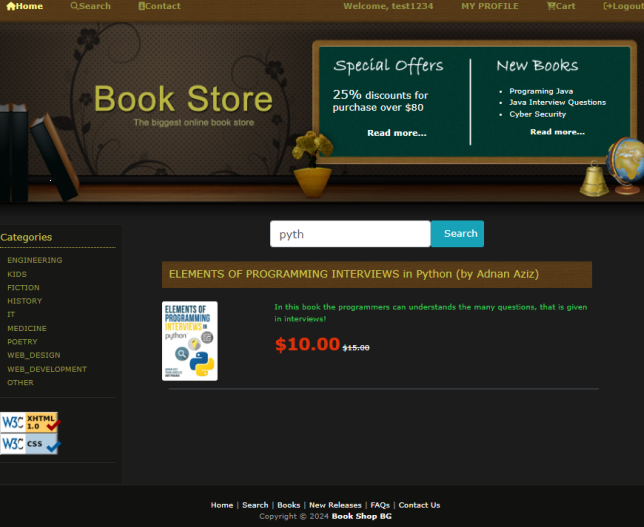 Home Search Contact Welcome, test1234 MY PROFILE Cart Logout
Book Store
The biggest online book store
Special Offers
25% discounts for
purchase over $80
Read more...
New Books
Programing Java
Java Interview Questions
Cyber Security
Read more...
pyth Search
Categories
ENGINEERING
KIDS
FICTION
HISTORY
IT
MEDICINE
POETRY
WEB_DESIGN
WEB_DEVELOPMENT
OTHER
W3C XHTML 1.0
W3C CSS
ELEMENTS OF PROGRAMMING INTERVIEWS in Python (by Adnan Aziz)
ELEMENTS OF
PROGRAMMING
INTERVIEWS IN
python
In this book the programmers can understands the many questions, that is given
in interviews!
$10.00 $15.00
Home | Search | Books | New Releases | FAQs | Contact Us
Copyright © 2024 Book Shop BG